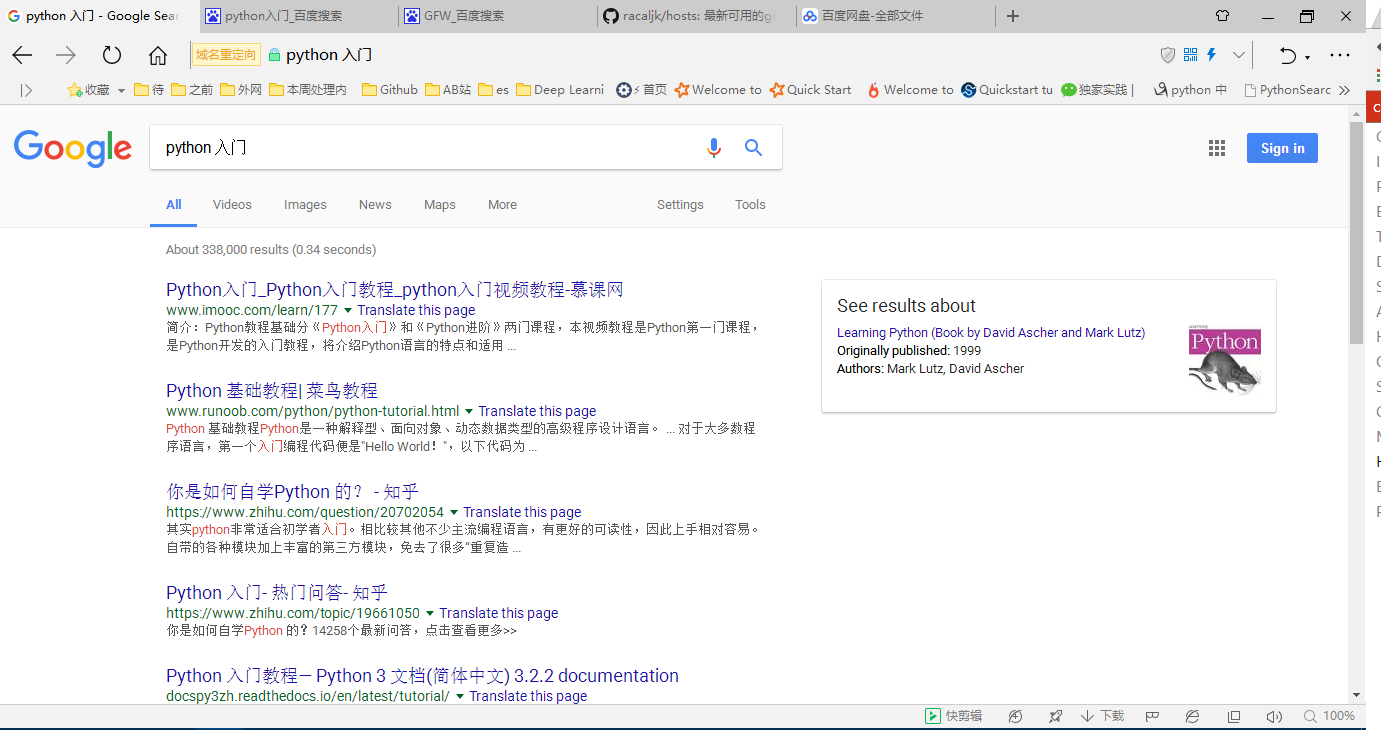 python 入门 - Google Sear
python入门_百度搜索
GFW_百度搜索
racaljk/hosts: 最新可用的go
百度网盘-全部文件
域名重定向 python 入门
收藏 待 之前 外网 本周处理内 Github AB站 es Deep Learni ⚡首页 Welcome to Quick Start Welcome to Quickstart tu 独家实践 | python 中 PythonSearc
Google
python 入门
Sign in
All Videos Images News Maps More Settings Tools
About 338,000 results (0.34 seconds)
Python入门_Python入门教程_python入门视频教程-慕课网
www.imooc.com/learn/177 Translate this page
简介：Python教程基础分《Python入门》和《Python进阶》两门课程，本视频教程是Python第一门课程，
是Python开发的入门教程，将介绍Python语言的特点和适用 ...
Python 基础教程| 菜鸟教程
www.runoob.com/python/python-tutorial.html Translate this page
Python 基础教程Python是一种解释型、面向对象、动态数据类型的高级程序设计语言。 ... 对于大多数程
序语言，第一个入门编程代码便是"Hello World！"，以下代码为 ...
你是如何自学Python 的？ - 知乎
https://www.zhihu.com/question/20702054 Translate this page
其实python非常适合初学者入门。相比较其他不少主流编程语言，有更好的可读性，因此上手相对容易。
自带的各种模块加上丰富的第三方模块，免去了很多“重复造 ...
Python 入门- 热门问答- 知乎
https://www.zhihu.com/topic/19661050 Translate this page
你是如何自学Python 的？14258个最新问答，点击查看更多>>
Python 入门教程— Python 3 文档(简体中文) 3.2.2 documentation
docspy3zh.readthedocs.io/en/latest/tutorial/ Translate this page
See results about
Learning Python (Book by David Ascher and Mark Lutz)
Originally published: 1999
Authors: Mark Lutz, David Ascher
Python
快剪辑 下载 100%